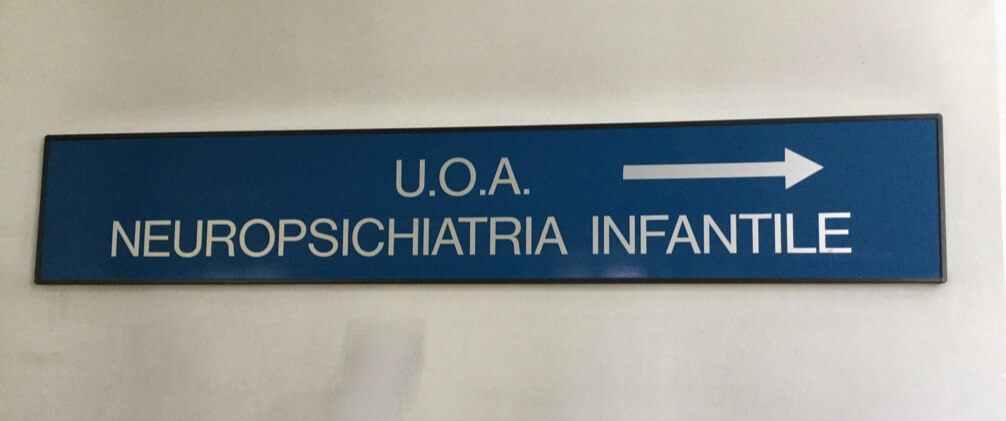 U.O.A.
NEUROPSICHIATRIA INFANTILE